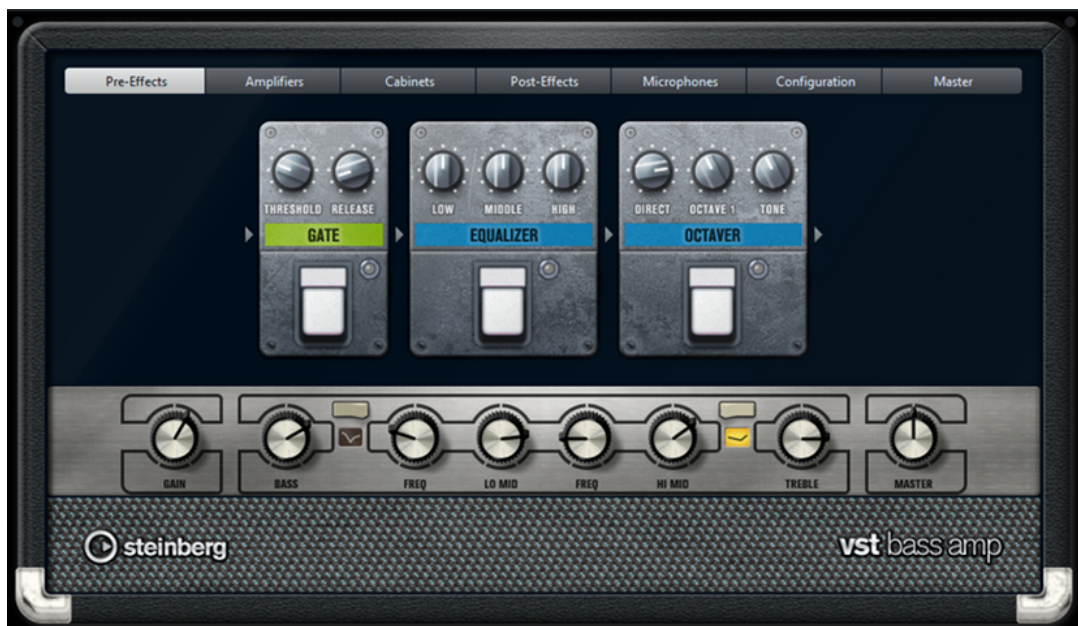 Pre-Effects Amplifiers Cabinets Post-Effects Microphones Configuration Master
THRESHOLD RELEASE LOW MIDDLE HIGH DIRECT OCTAVE 1 TONE
GATE EQUALIZER OCTAVER
GAIN BASS FREQ LO MID FREQ HI MID TREBLE MASTER
steinberg vst bass amp